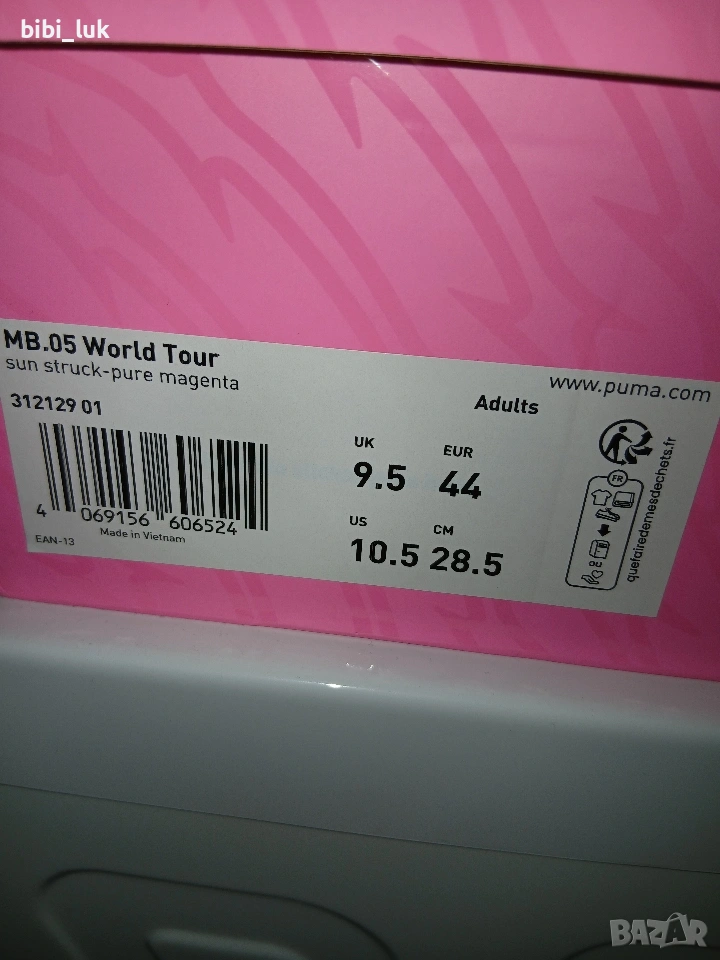 bibi_luk
MB.05 World Tour
sun struck-pure magenta
312129 01
4 069156 606524
EAN-13
Made in Vietnam
Adults
www.puma.com
UK
9.5
EUR
44
US
10.5
CM
28.5
FR
quefairedemesdechets.fr
BAZAR